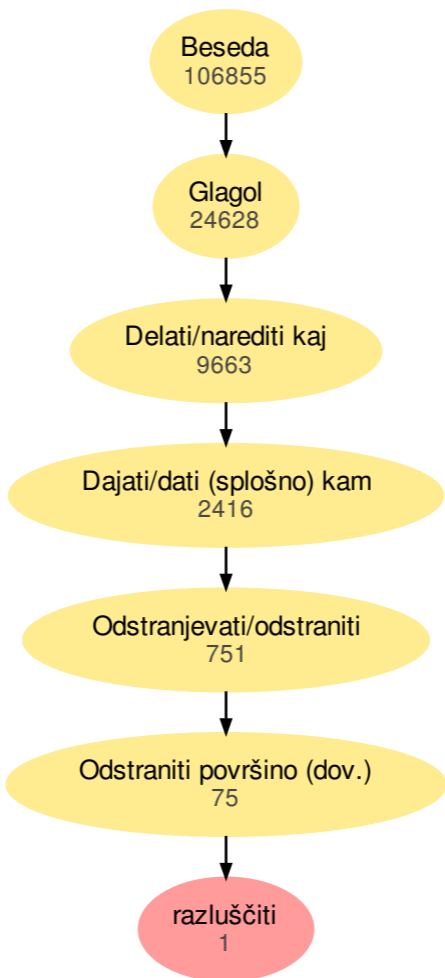 Beseda
106855
Glagol
24628
Delati/narediti kaj
9663
Dajati/dati (splošno) kam
2416
Odstranjevati/odstraniti
751
Odstraniti površino (dov.)
75
razluščiti
1